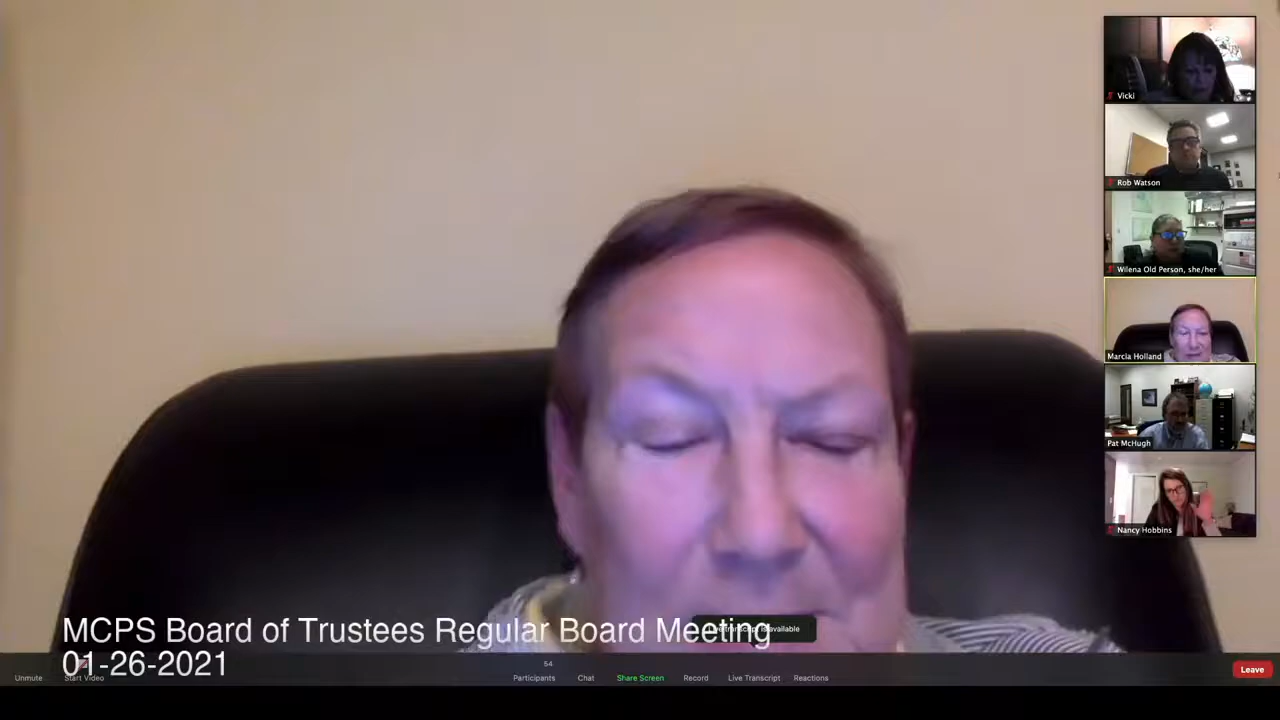 Vicki
Rob Watson
Wilena Old Person, she/her
Marcia Holland
Pat McHugh
Nancy Hobbins
MCPS Board of Trustees Regular Board Meeting
available
01-26-2021
54
Unmute
Start Video
Participants
Chat
Share Screen
Record
Live Transcript
Reactions
Leave